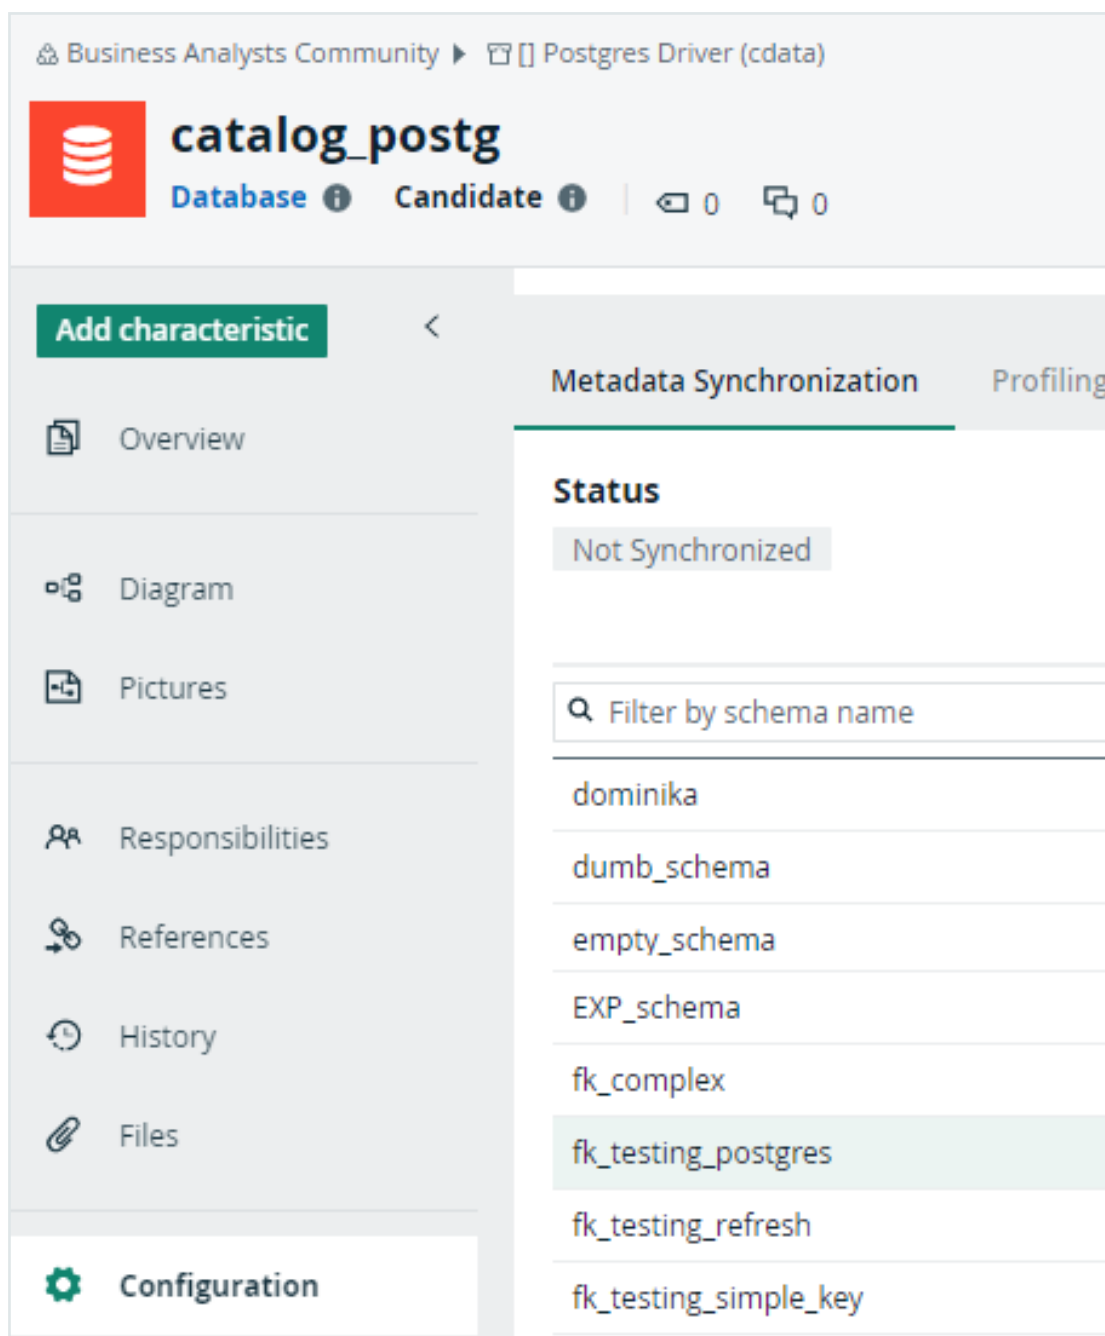 Business Analysts Community [] Postgres Driver (cdata)
catalog_postg
Database Candidate 0 0
Add characteristic
Overview
Diagram
Pictures
Responsibilities
References
History
Files
Configuration
Metadata Synchronization Profiling
Status
Not Synchronized
Filter by schema name
dominika
dumb_schema
empty_schema
EXP_schema
fk_complex
fk_testing_postgres
fk_testing_refresh
fk_testing_simple_key